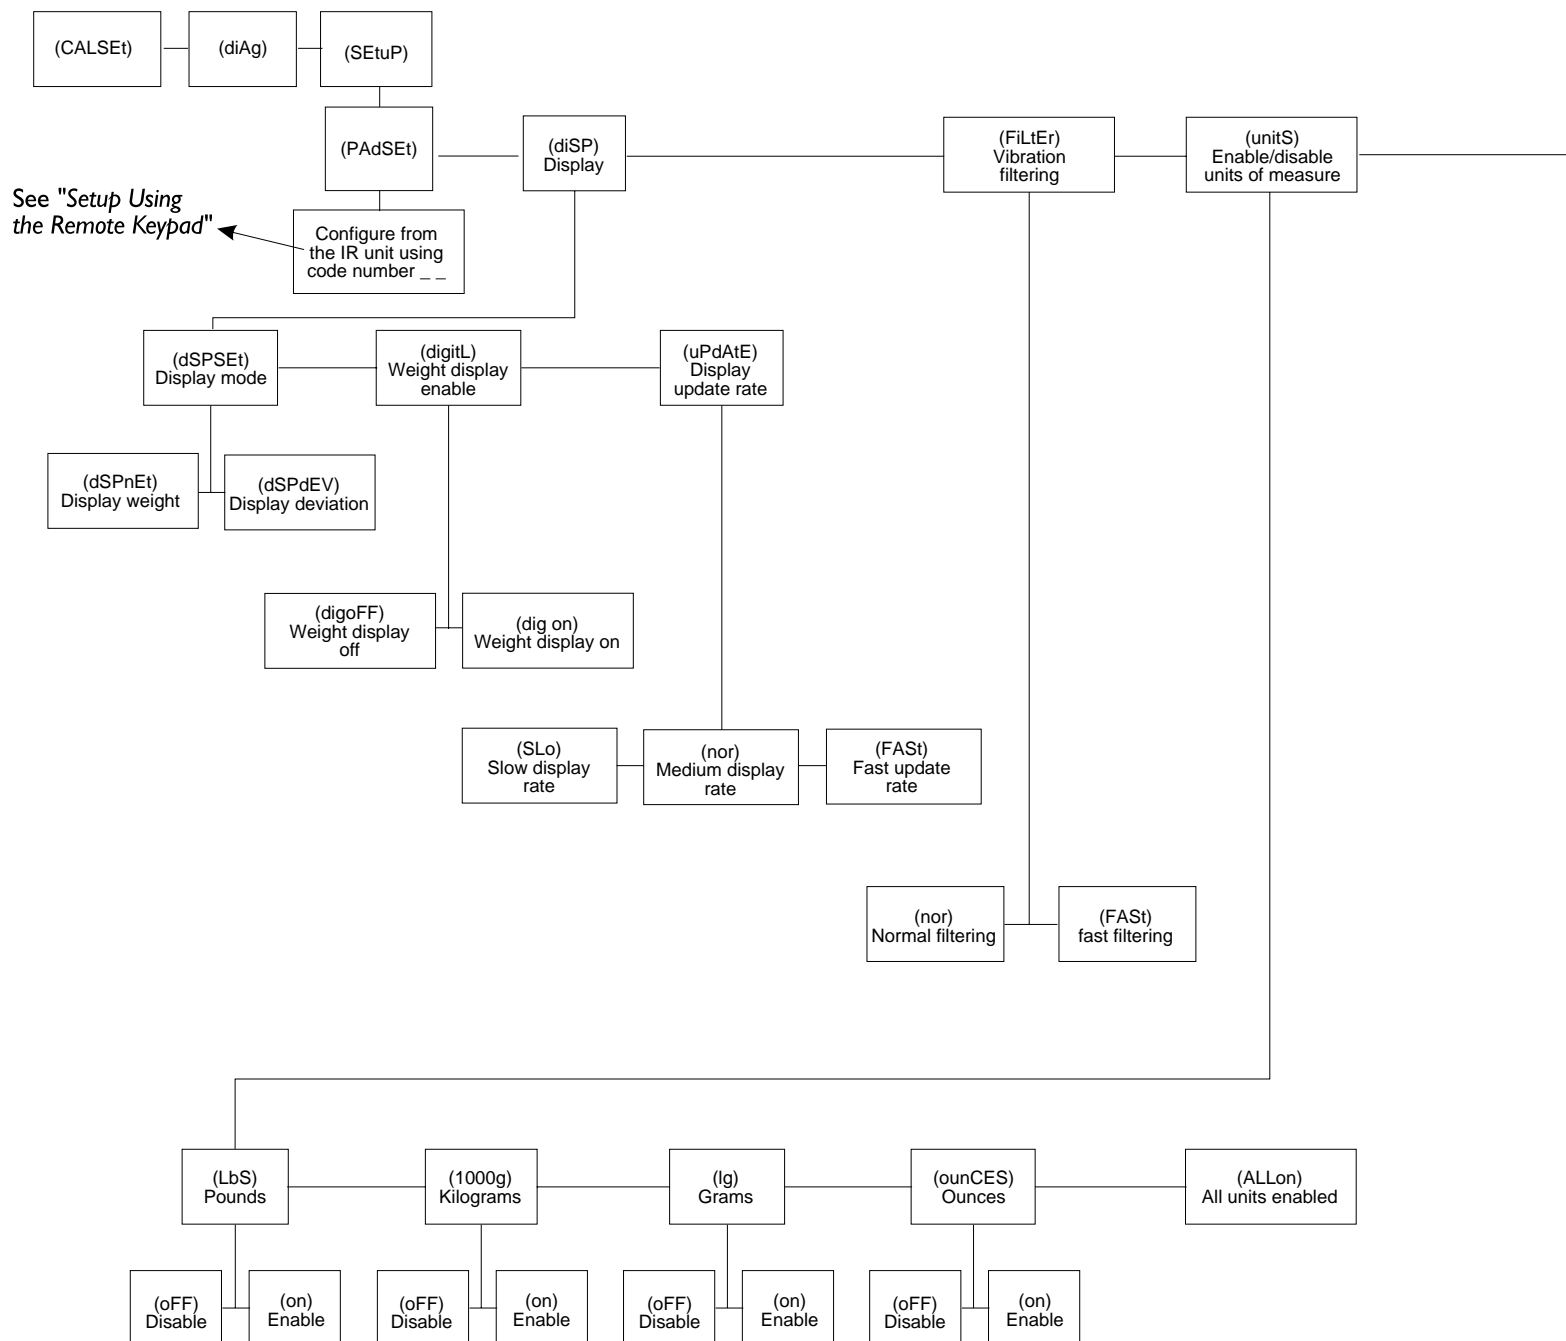 (CALSEt)
(diAg)
(SEtuP)
(PAdSEt)
(diSP)
Display
(FiLtEr)
Vibration
filtering
(unitS)
Enable/disable
units of measure
See "Setup Using
the Remote Keypad"
Configure from
the IR unit using
code number _ _
(dSPSEt)
Display mode
(digitL)
Weight display
enable
(uPdAtE)
Display
update rate
(dSPnEt)
Display weight
(dSPdEV)
Display deviation
(digoFF)
Weight display
off
(dig on)
Weight display on
(SLo)
Slow display
rate
(nor)
Medium display
rate
(FASt)
Fast update
rate
(nor)
Normal filtering
(FASt)
fast filtering
(LbS)
Pounds
(1000g)
Kilograms
(lg)
Grams
(ounCES)
Ounces
(ALLon)
All units enabled
(oFF)
Disable
(on)
Enable
(oFF)
Disable
(on)
Enable
(oFF)
Disable
(on)
Enable
(oFF)
Disable
(on)
Enable